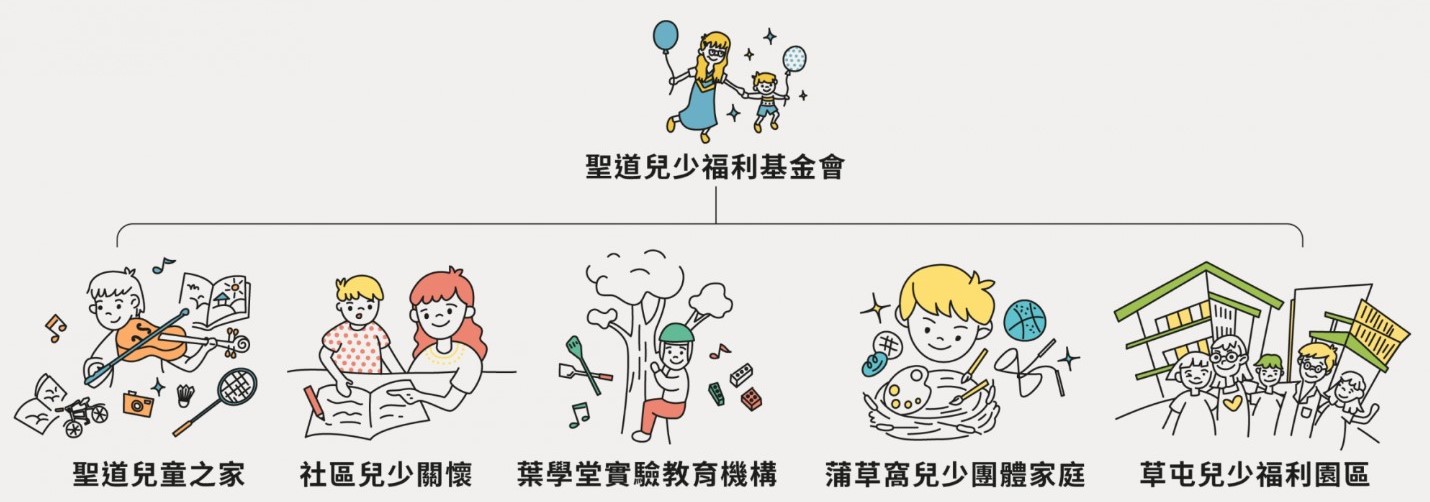 聖道兒少福利基金會
聖道兒童之家
社區兒少關懷
葉學堂實驗教育機構
蒲草窩兒少團體家庭
草屯兒少福利園區